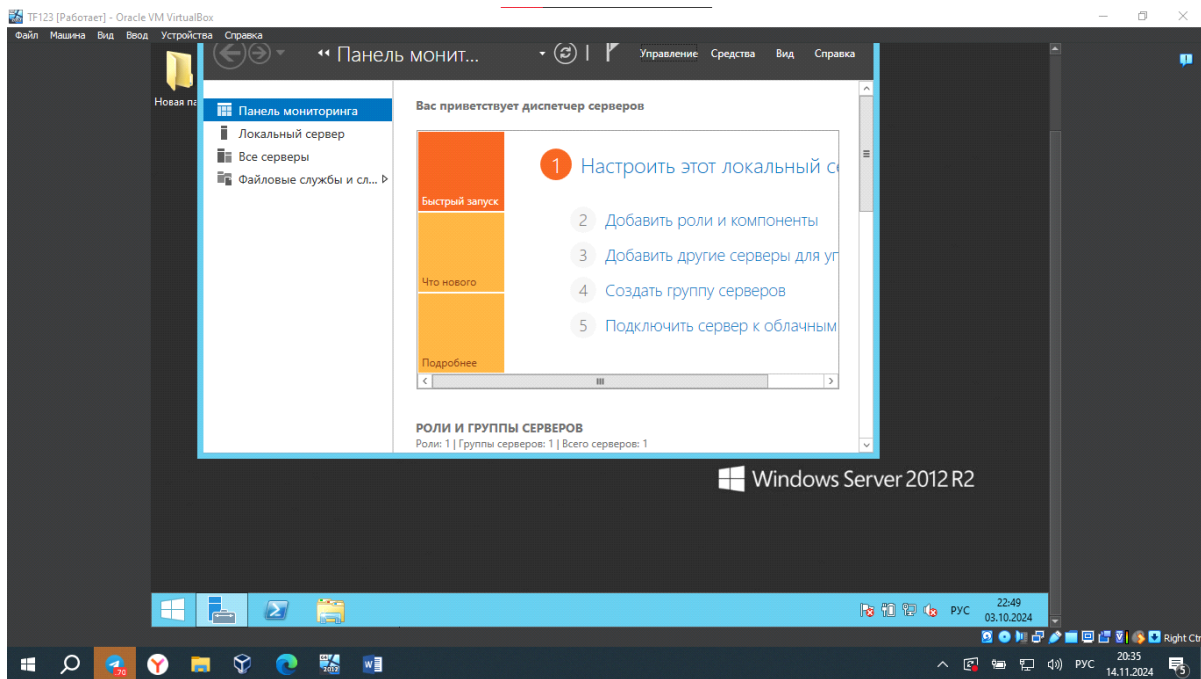 TF123 [Работает] - Oracle VM VirtualBox
Файл Машина Вид Ввод Устройства Справка
Новая па
Панель монит...
Управление Средства Вид Справка
Панель мониторинга
Локальный сервер
Все серверы
Файловые службы и сл...
Вас приветствует диспетчер серверов
Быстрый запуск
Что нового
Подробнее
1 Настроить этот локальный се
2 Добавить роли и компоненты
3 Добавить другие серверы для уп
4 Создать группу серверов
5 Подключить сервер к облачным
РОЛИ И ГРУППЫ СЕРВЕРОВ
Роли: 1 | Группы серверов: 1 | Всего серверов: 1
Windows Server 2012 R2
РУС
22:49
03.10.2024
Right Ctr
70
2012
РУС
20:35
14.11.2024
5